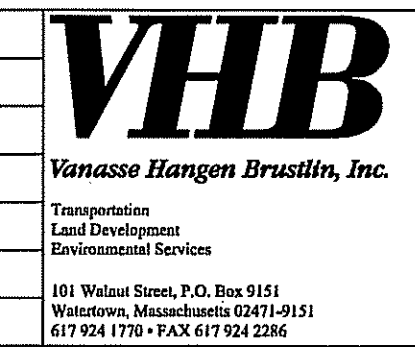 VHB
Vanasse Hangen Brustlin, Inc.
Transportation
Land Development
Environmental Services
101 Walnut Street, P.O. Box 9151
Watertown, Massachusetts 02471-9151
617 924 1770 • FAX 617 924 2286